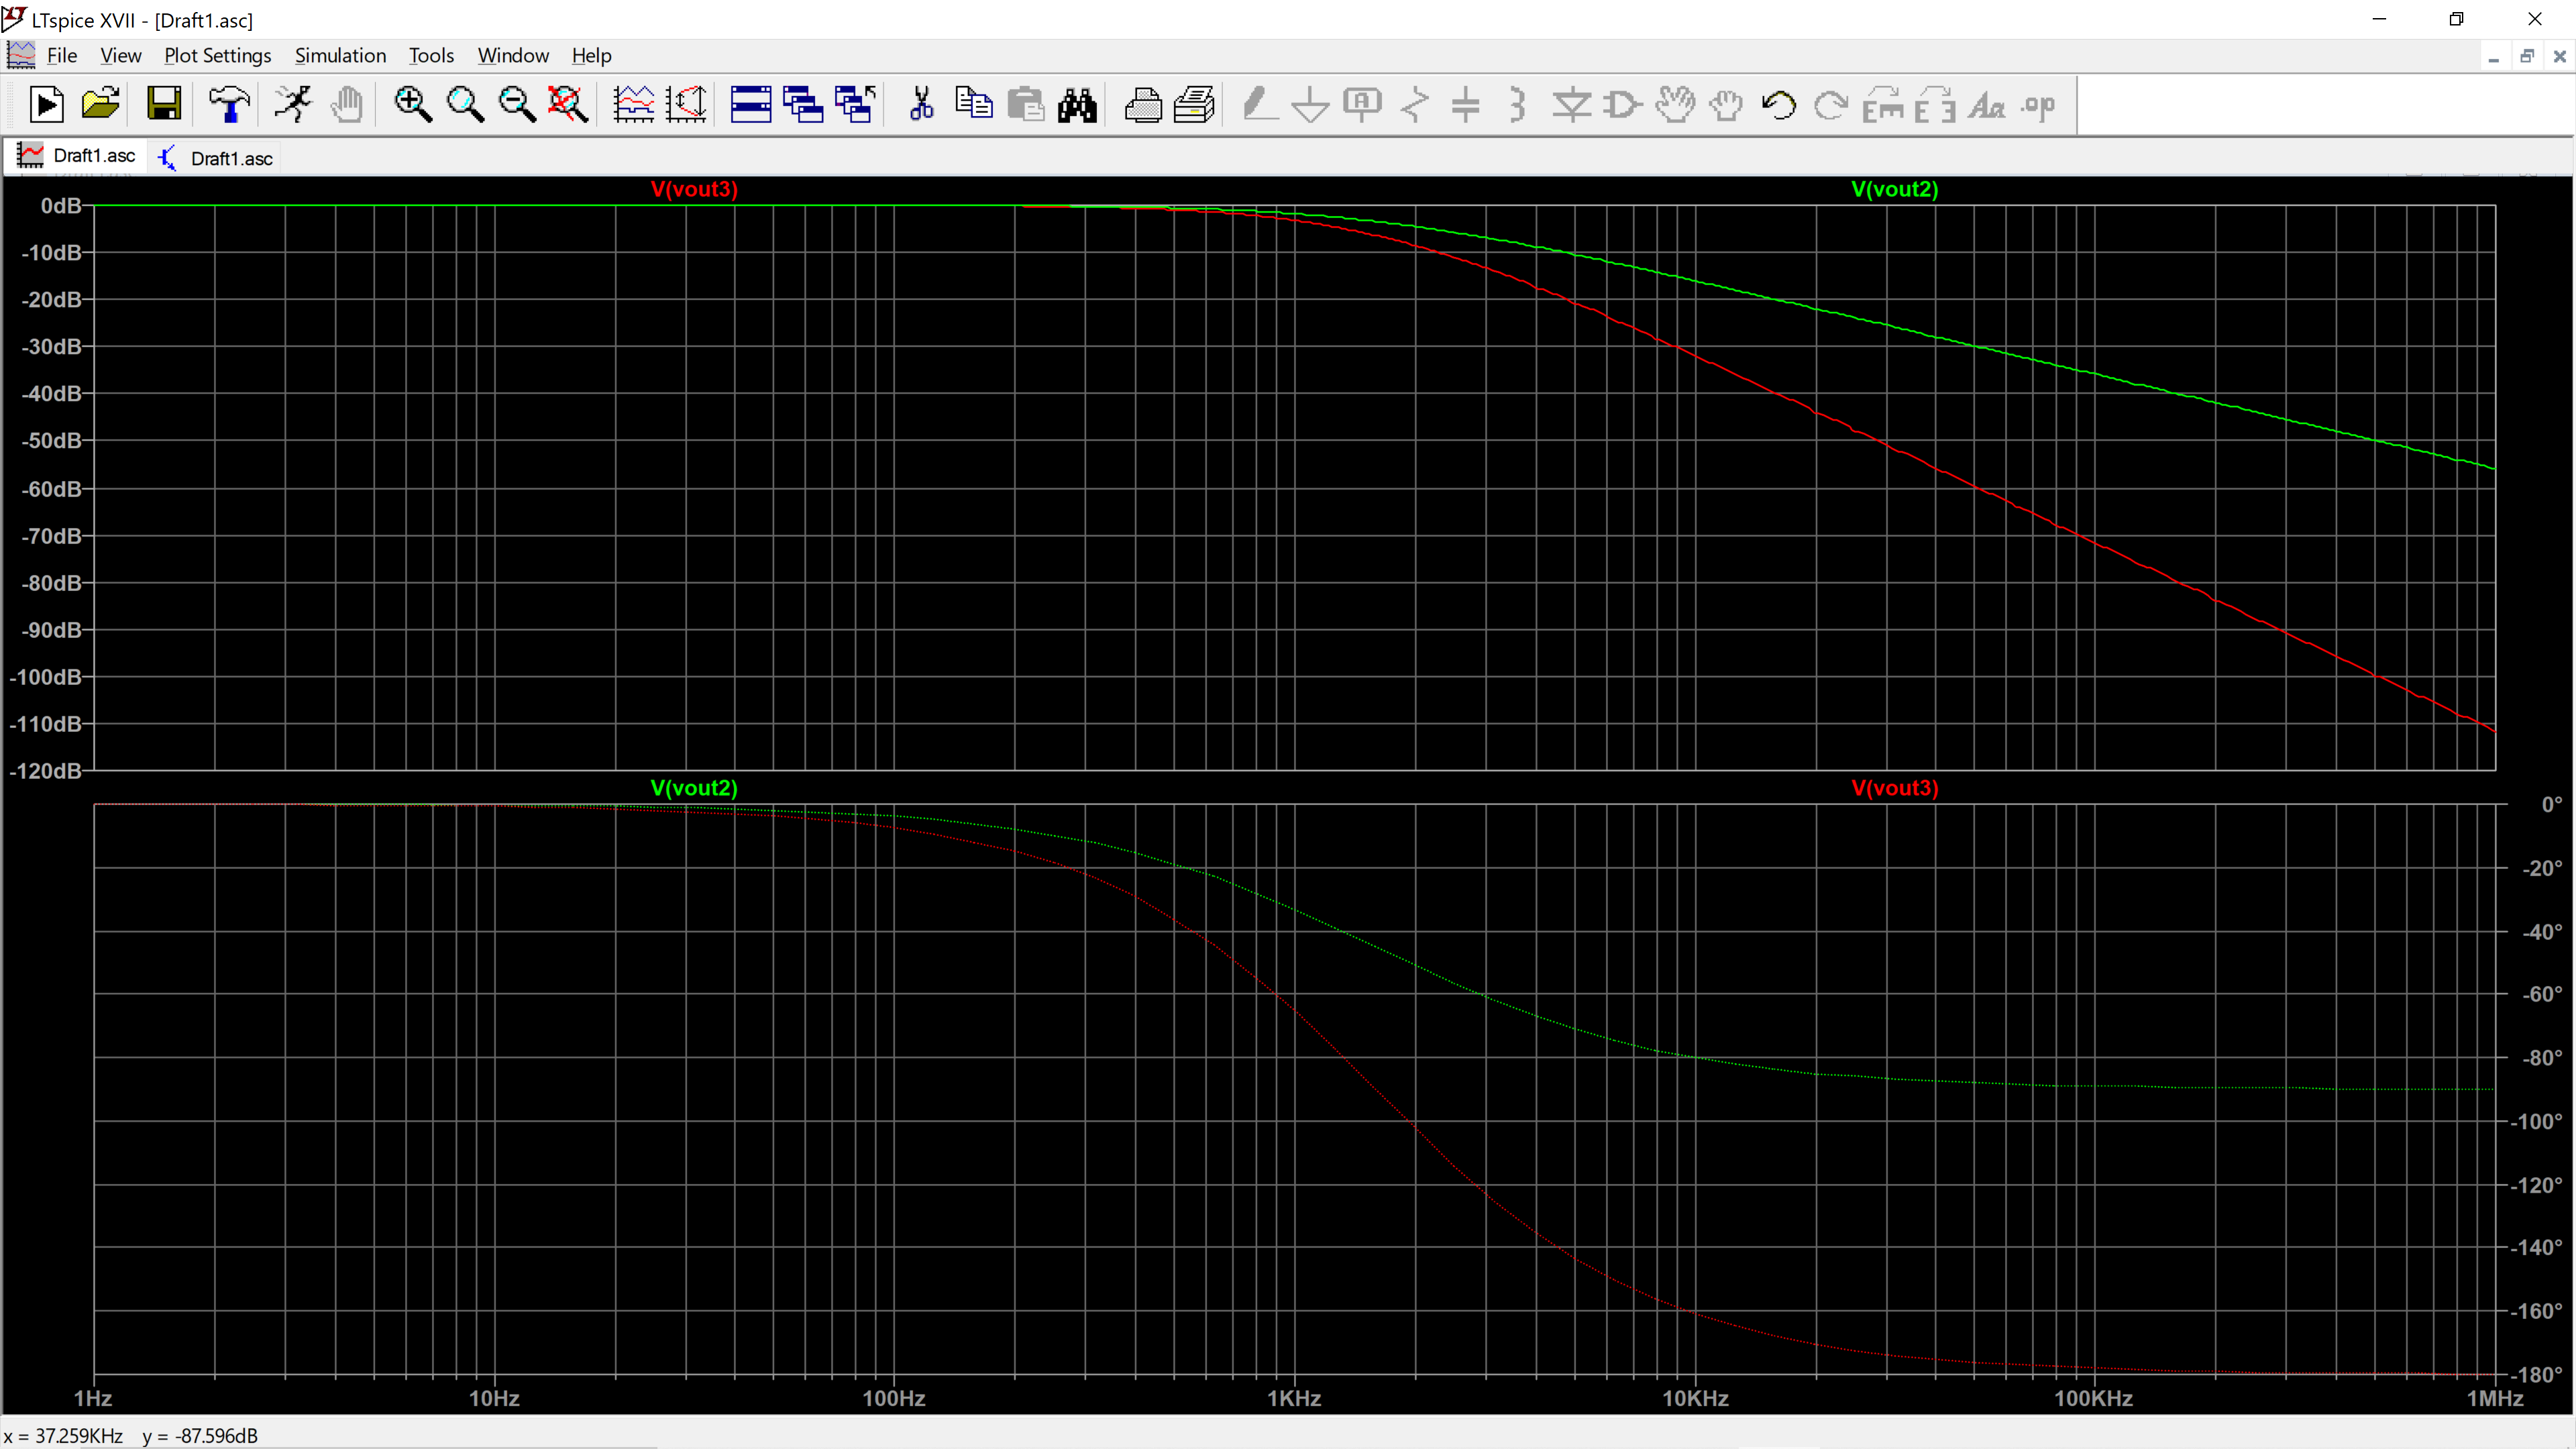 LTspice XVII - [Draft1.asc]
File View Plot Settings Simulation Tools Window Help
Draft1.asc Draft1.asc
V(vout3) V(vout2)
0dB
-10dB
-20dB
-30dB
-40dB
-50dB
-60dB
-70dB
-80dB
-90dB
-100dB
-110dB
-120dB
V(vout2) V(vout3)
0°
-20°
-40°
-60°
-80°
-100°
-120°
-140°
-160°
-180°
1Hz 10Hz 100Hz 1KHz 10KHz 100KHz 1MHz
x = 37.259KHz y = -87.596dB